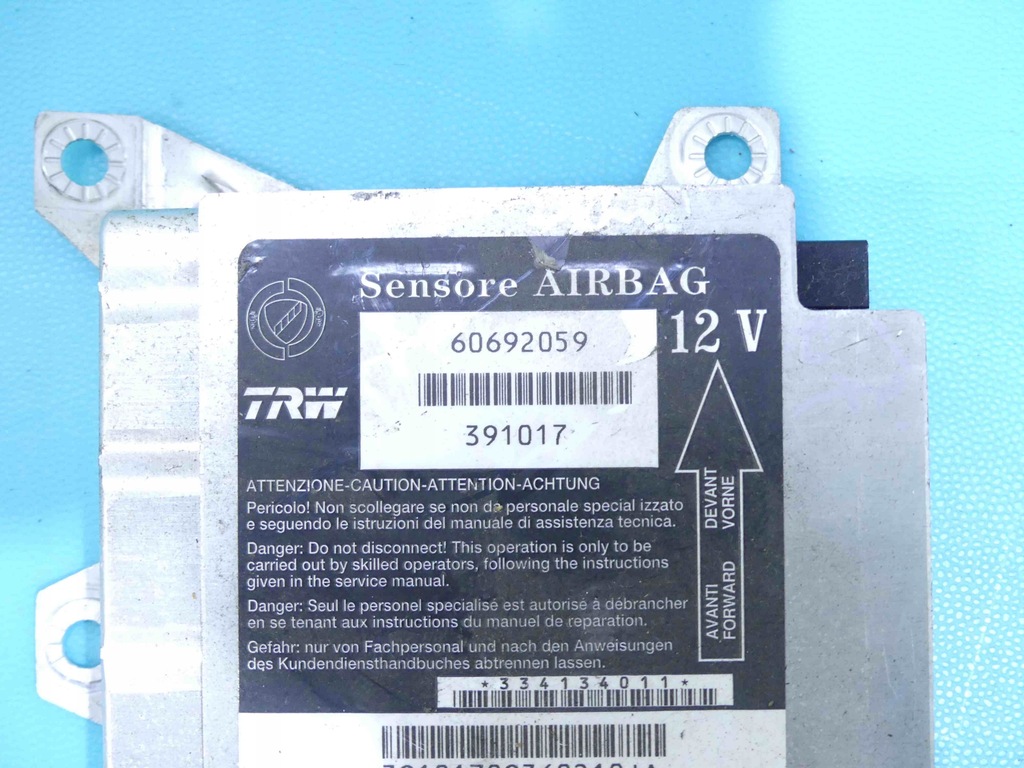 Sensore AIRBAG
60692059
12 V
TRW
391017
ATTENZIONE-CAUTION-ATTENTION-ACHTUNG
Pericolo! Non scollegare se non da personale special izzato
e seguendo le istruzioni del manuale di assistenza tecnica.
Danger: Do not disconnect! This operation is only to be
carried out by skilled operators, following the instructions
given in the service manual.
Danger: Seul le personel specialisé est autorisé à débrancher
en se tenant aux instructions du manuel de reparation.
Gefahr: nur von Fachpersonal und nach den Anweisungen
des Kundendiensthandbuches abtrennen lassen.
DEVANT
VORNE
AVANTI
FORWARD
*334134011*